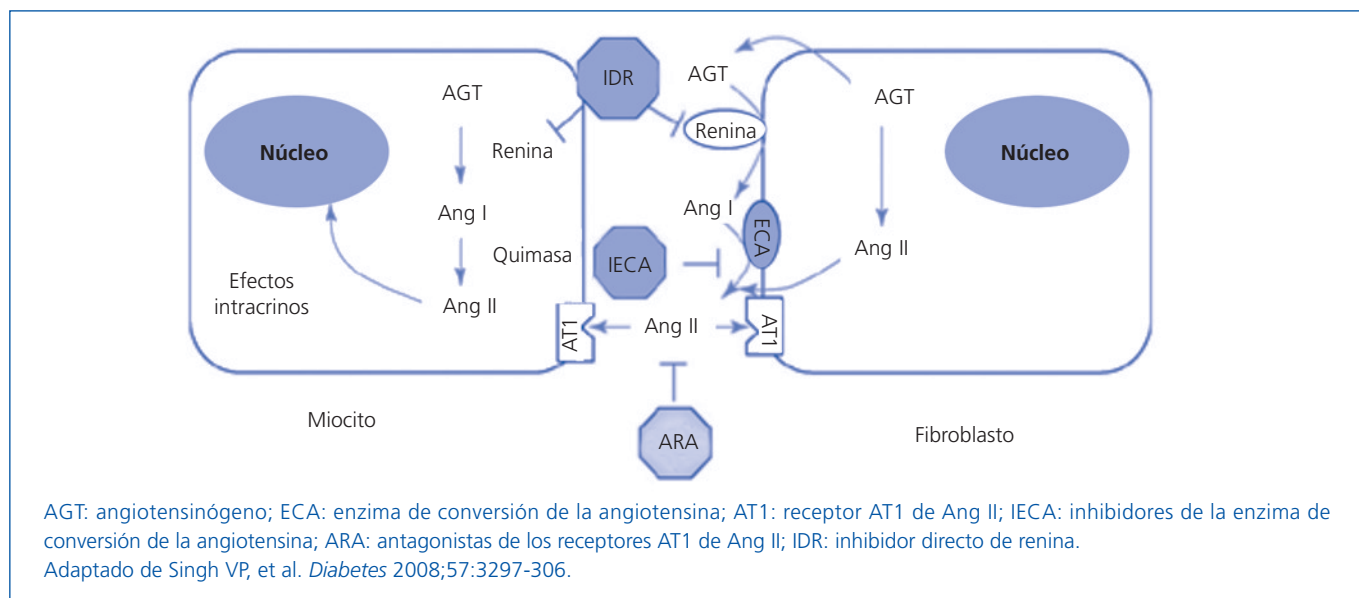 IDR
AGT
AGT
AGT
Renina
Renina
Núcleo
Núcleo
Ang I
Ang I
ECA
Ang II
Quimasa
IECA
Efectos
intracrinos
Ang II
AT1
Ang II
AT1
Miocito
ARA
Fibroblasto
AGT: angiotensinógeno; ECA: enzima de conversión de la angiotensina; AT1: receptor AT1 de Ang II; IECA: inhibidores de la enzima de
conversión de la angiotensina; ARA: antagonistas de los receptores AT1 de Ang II; IDR: inhibidor directo de renina.
Adaptado de Singh VP, et al. Diabetes 2008;57:3297-306.